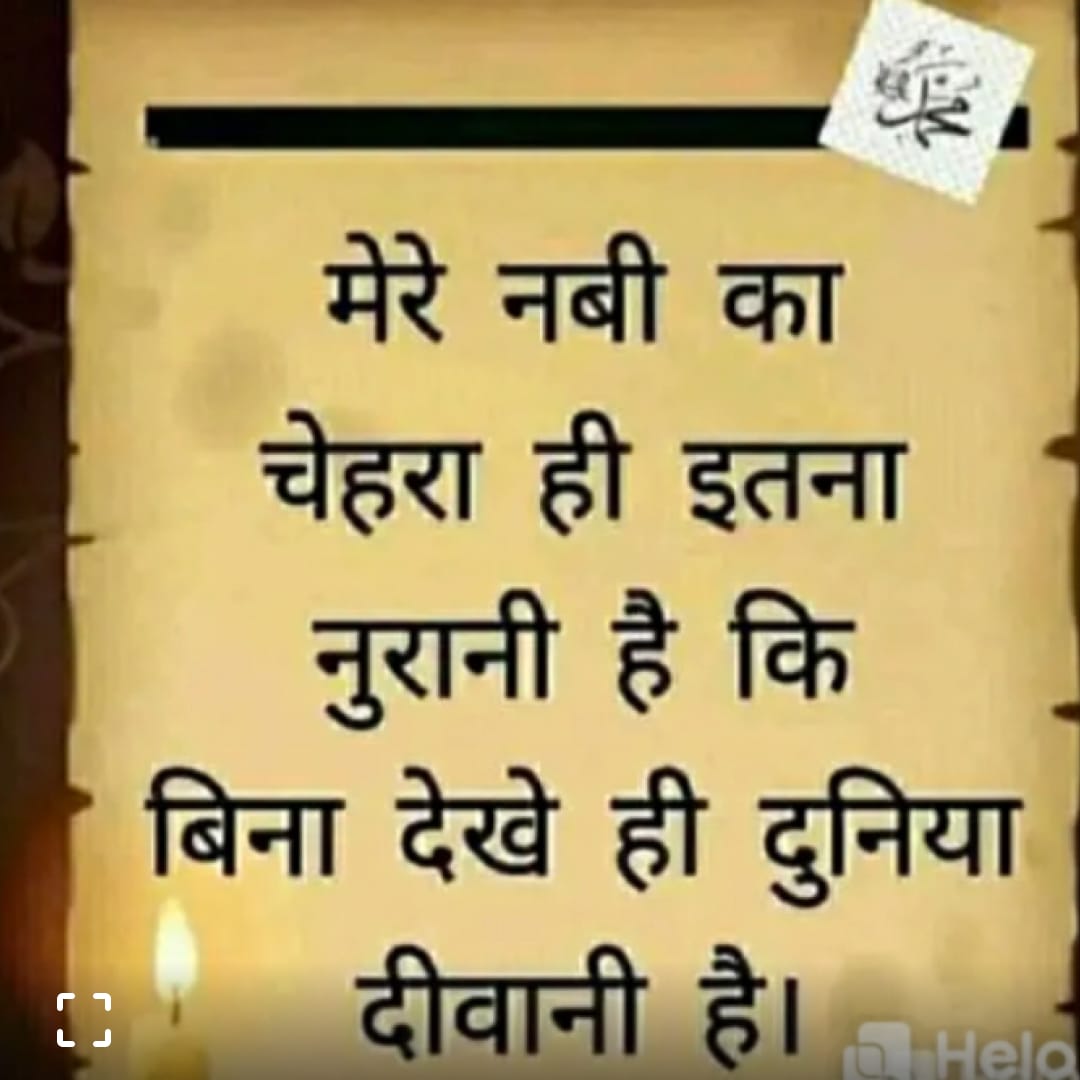 محمد
मेरे नबी का
चेहरा ही इतना
नुरानी है कि
बिना देखे ही दुनिया
दीवानी है।
Helo